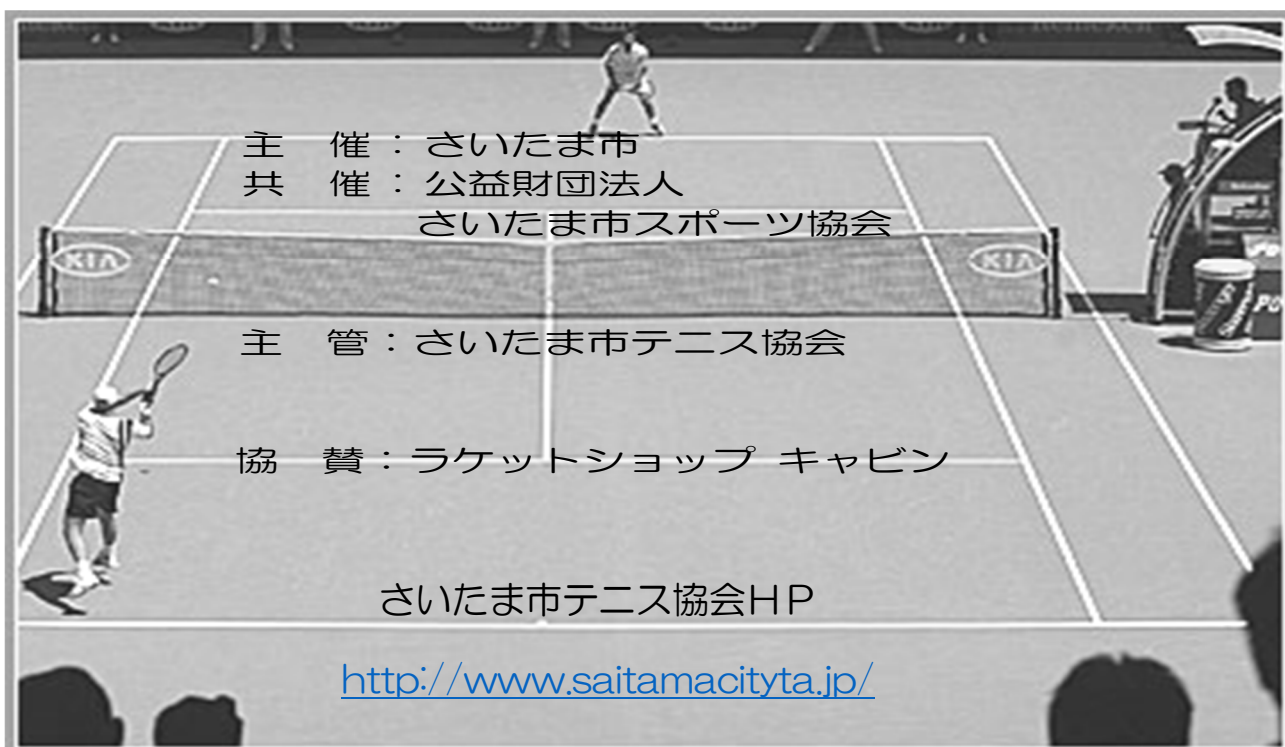 主　催：さいたま市
共　催：公益財団法人
さいたま市スポーツ協会
KIA KIA
主　管：さいたま市テニス協会
協　賛：ラケットショップ キャビン
さいたま市テニス協会ＨＰ
http://www.saitamacityta.jp/